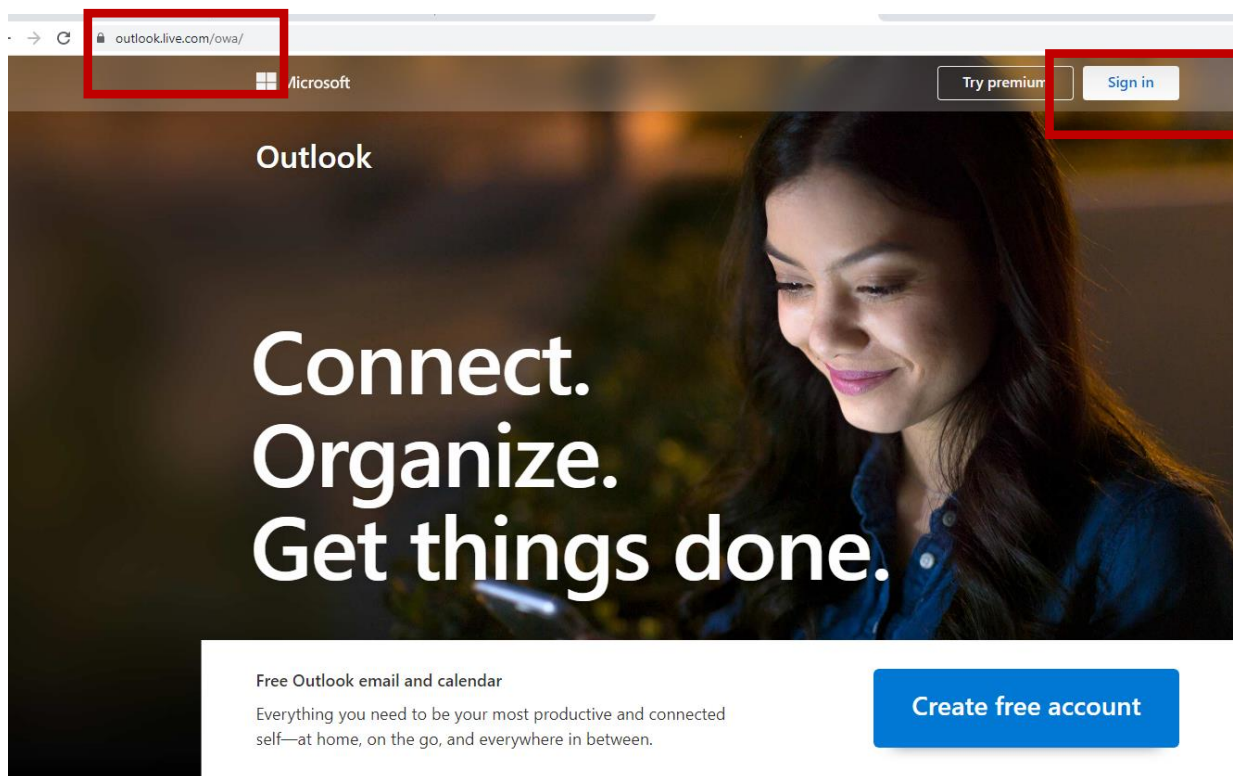 outlook.live.com/owa/
Microsoft
Try premium
Sign in
Outlook
Connect.
Organize.
Get things done.
Free Outlook email and calendar
Everything you need to be your most productive and connected
self—at home, on the go, and everywhere in between.
Create free account